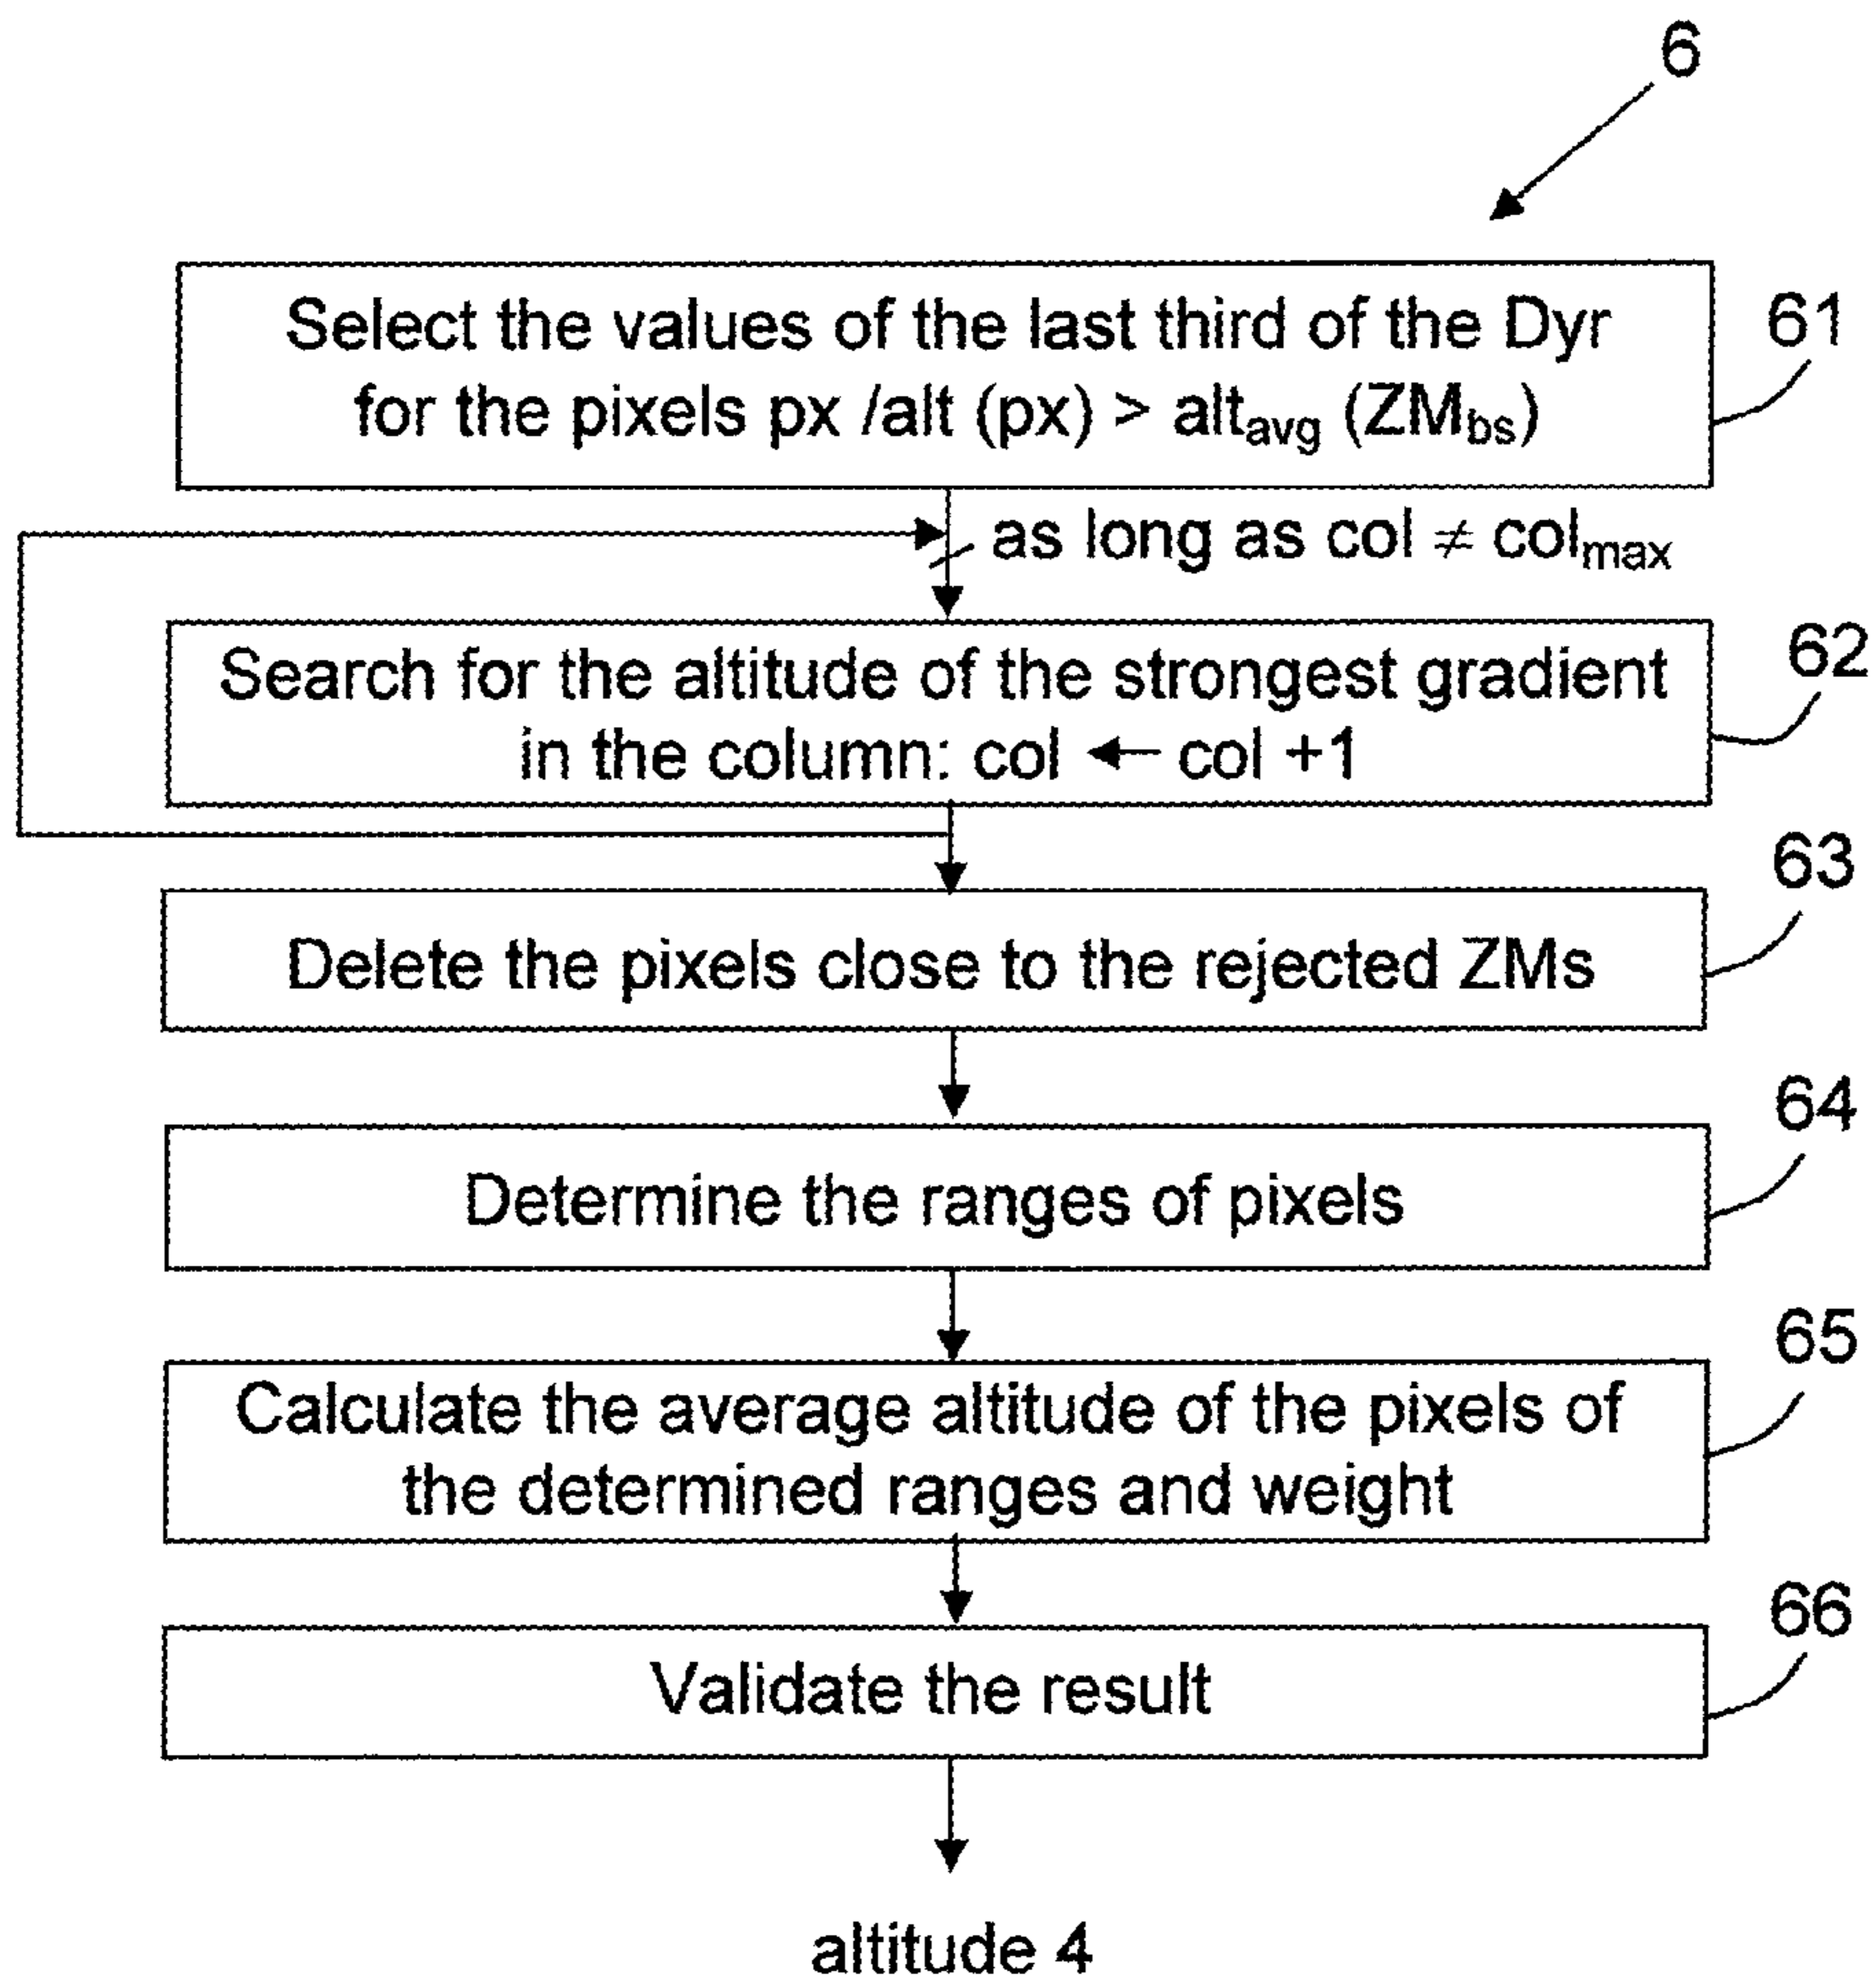 6
Select the values of the last third of the Dyr
for the pixels px /alt (px) > altavg (ZMbs)
61
as long as col ≠ colmax
Search for the altitude of the strongest gradient
in the column: col ← col +1
62
Delete the pixels close to the rejected ZMs
63
Determine the ranges of pixels
64
Calculate the average altitude of the pixels of
the determined ranges and weight
65
Validate the result
66
altitude 4